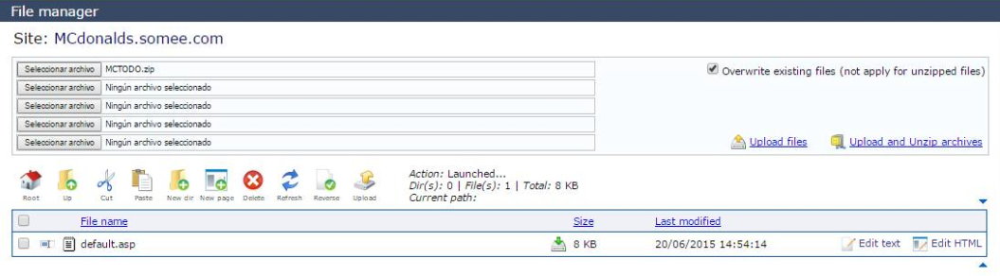 File manager
Site: MCdonalds.somee.com
Seleccionar archivo MCTODO.zip
Overwrite existing files (not apply for unzipped files)
Seleccionar archivo Ningún archivo seleccionado
Seleccionar archivo Ningún archivo seleccionado
Seleccionar archivo Ningún archivo seleccionado
Seleccionar archivo Ningún archivo seleccionado
Upload files Upload and Unzip archives
Action: Launched...
Dir(s): 0 | File(s): 1 | Total: 8 KB
Current path:
Root Up Cut Paste New dir New page Delete Refresh Reverse Upload
File name Size Last modified
default.asp 8 KB 20/06/2015 14:54:14 Edit text Edit HTML